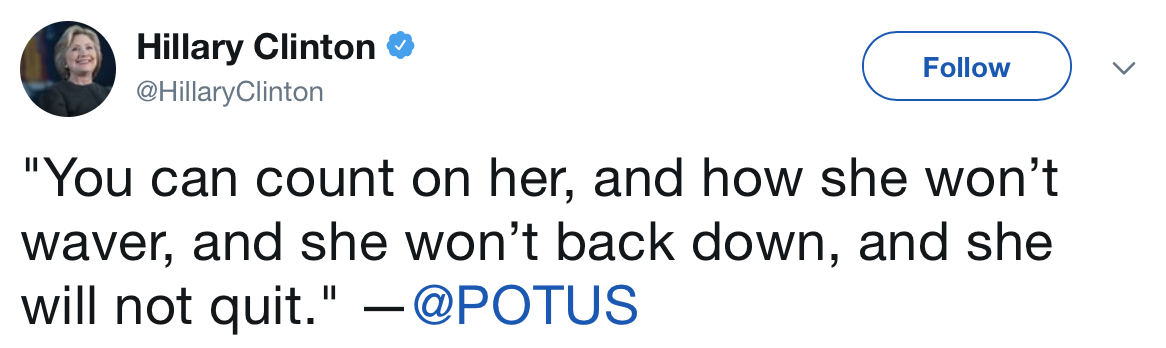 Hillary Clinton
@HillaryClinton
Follow
"You can count on her, and how she won’t
waver, and she won’t back down, and she
will not quit." —@POTUS